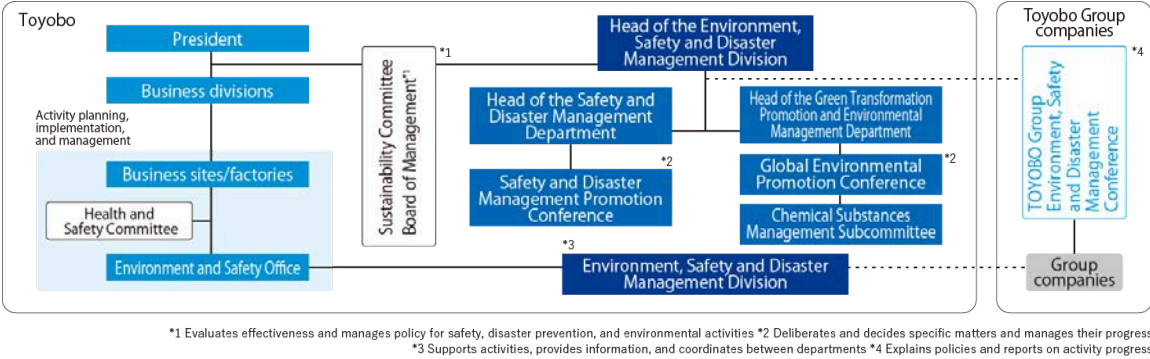 Toyobo
President
Business divisions
Activity planning,
implementation,
and management
Business sites/factories
Health and
Safety Committee
Environment and Safety Office
Sustainability Committee
Board of Management*1
*1
Head of the Environment,
Safety and Disaster
Management Division
Head of the Safety and
Disaster Management
Department
*2
Safety and Disaster
Management Promotion
Conference
Head of the Green Transformation
Promotion and Environmental
Management Department
*2
Global Environmental
Promotion Conference
Chemical Substances
Management Subcommittee
*3
Environment, Safety and Disaster
Management Division
Toyobo Group
companies
*4
TOYOBO Group
Environment, Safety
and Disaster
Management
Conference
Group
companies
*1 Evaluates effectiveness and manages policy for safety, disaster prevention, and environmental activities *2 Deliberates and decides specific matters and manages their progress
*3 Supports activities, provides information, and coordinates between departments *4 Explains policies and reports on activity progress